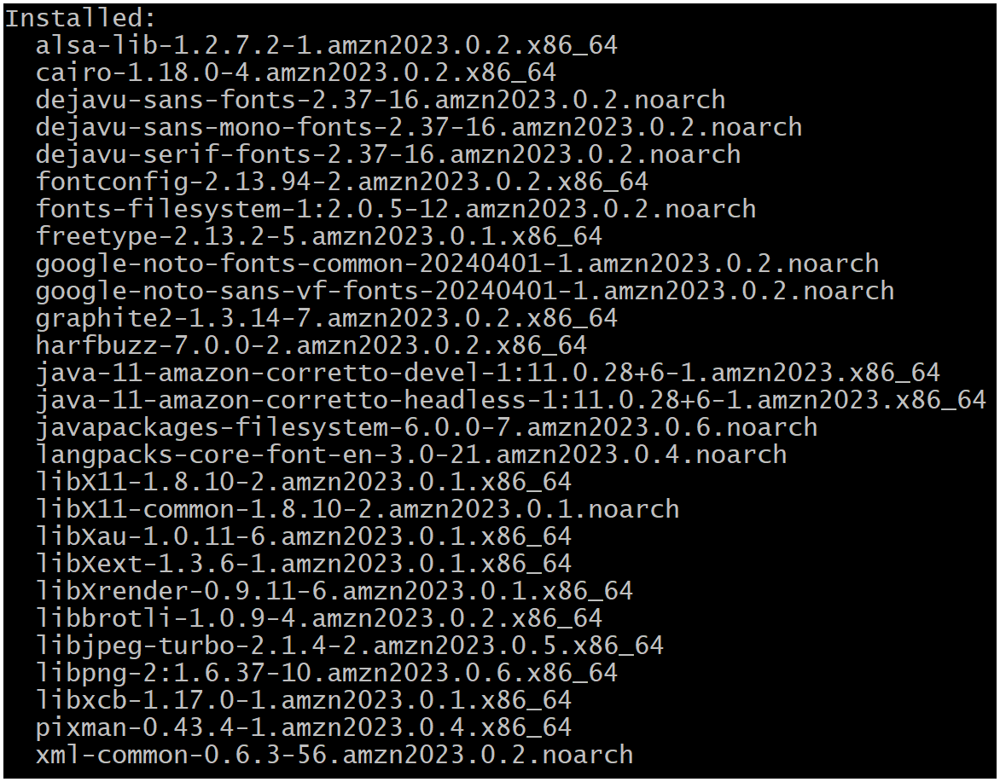 Installed:
alsa-lib-1.2.7.2-1.amzn2023.0.2.x86_64
cairo-1.18.0-4.amzn2023.0.2.x86_64
dejavu-sans-fonts-2.37-16.amzn2023.0.2.noarch
dejavu-sans-mono-fonts-2.37-16.amzn2023.0.2.noarch
dejavu-serif-fonts-2.37-16.amzn2023.0.2.noarch
fontconfig-2.13.94-2.amzn2023.0.2.x86_64
fonts-filesystem-1:2.0.5-12.amzn2023.0.2.noarch
freetype-2.13.2-5.amzn2023.0.1.x86_64
google-noto-fonts-common-20240401-1.amzn2023.0.2.noarch
google-noto-sans-vf-fonts-20240401-1.amzn2023.0.2.noarch
graphite2-1.3.14-7.amzn2023.0.2.x86_64
harfbuzz-7.0.0-2.amzn2023.0.2.x86_64
java-11-amazon-corretto-devel-1:11.0.28+6-1.amzn2023.x86_64
java-11-amazon-corretto-headless-1:11.0.28+6-1.amzn2023.x86_64
javapackages-filesystem-6.0.0-7.amzn2023.0.6.noarch
langpacks-core-font-en-3.0-21.amzn2023.0.4.noarch
libX11-1.8.10-2.amzn2023.0.1.x86_64
libX11-common-1.8.10-2.amzn2023.0.1.noarch
libXau-1.0.11-6.amzn2023.0.1.x86_64
libXext-1.3.6-1.amzn2023.0.1.x86_64
libXrender-0.9.11-6.amzn2023.0.1.x86_64
libbrotli-1.0.9-4.amzn2023.0.2.x86_64
libjpeg-turbo-2.1.4-2.amzn2023.0.5.x86_64
libpng-2:1.6.37-10.amzn2023.0.6.x86_64
libxcb-1.17.0-1.amzn2023.0.1.x86_64
pixman-0.43.4-1.amzn2023.0.4.x86_64
xml-common-0.6.3-56.amzn2023.0.2.noarch